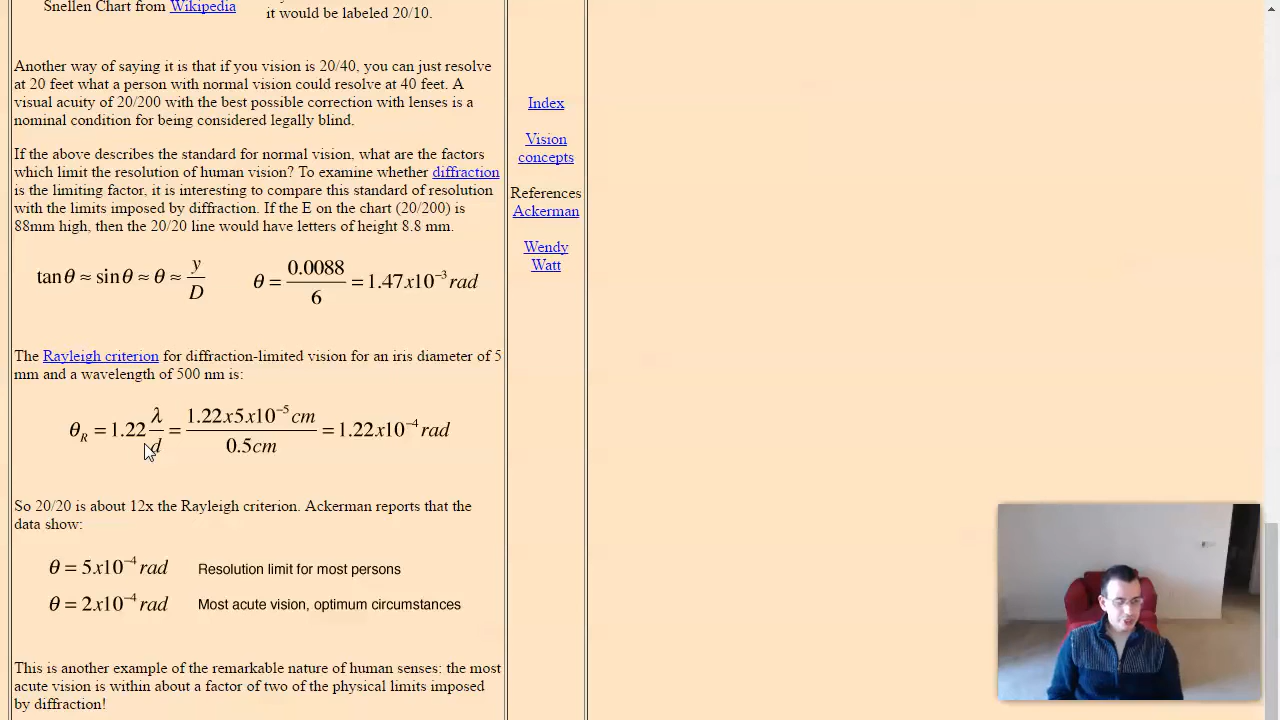 Snellen Chart from Wikipedia
it would be labeled 20/10.
Another way of saying it is that if you vision is 20/40, you can just resolve
at 20 feet what a person with normal vision could resolve at 40 feet. A
visual acuity of 20/200 with the best possible correction with lenses is a
nominal condition for being considered legally blind.
If the above describes the standard for normal vision, what are the factors
which limit the resolution of human vision? To examine whether diffraction
is the limiting factor, it is interesting to compare this standard of resolution
with the limits imposed by diffraction. If the E on the chart (20/200) is
88mm high, then the 20/20 line would have letters of height 8.8 mm.
tanθ ≈ sinθ ≈ θ ≈ y/D θ = 0.0088/6 = 1.47x10⁻³ rad
The Rayleigh criterion for diffraction-limited vision for an iris diameter of 5
mm and a wavelength of 500 nm is:
θ_R = 1.22 λ/d = 1.22x5x10⁻⁵cm/0.5cm = 1.22x10⁻⁴ rad
So 20/20 is about 12x the Rayleigh criterion. Ackerman reports that the
data show:
θ = 5x10⁻⁴ rad Resolution limit for most persons
θ = 2x10⁻⁴ rad Most acute vision, optimum circumstances
This is another example of the remarkable nature of human senses: the most
acute vision is within about a factor of two of the physical limits imposed
by diffraction!
Index
Vision
concepts
References
Ackerman
Wendy
Watt